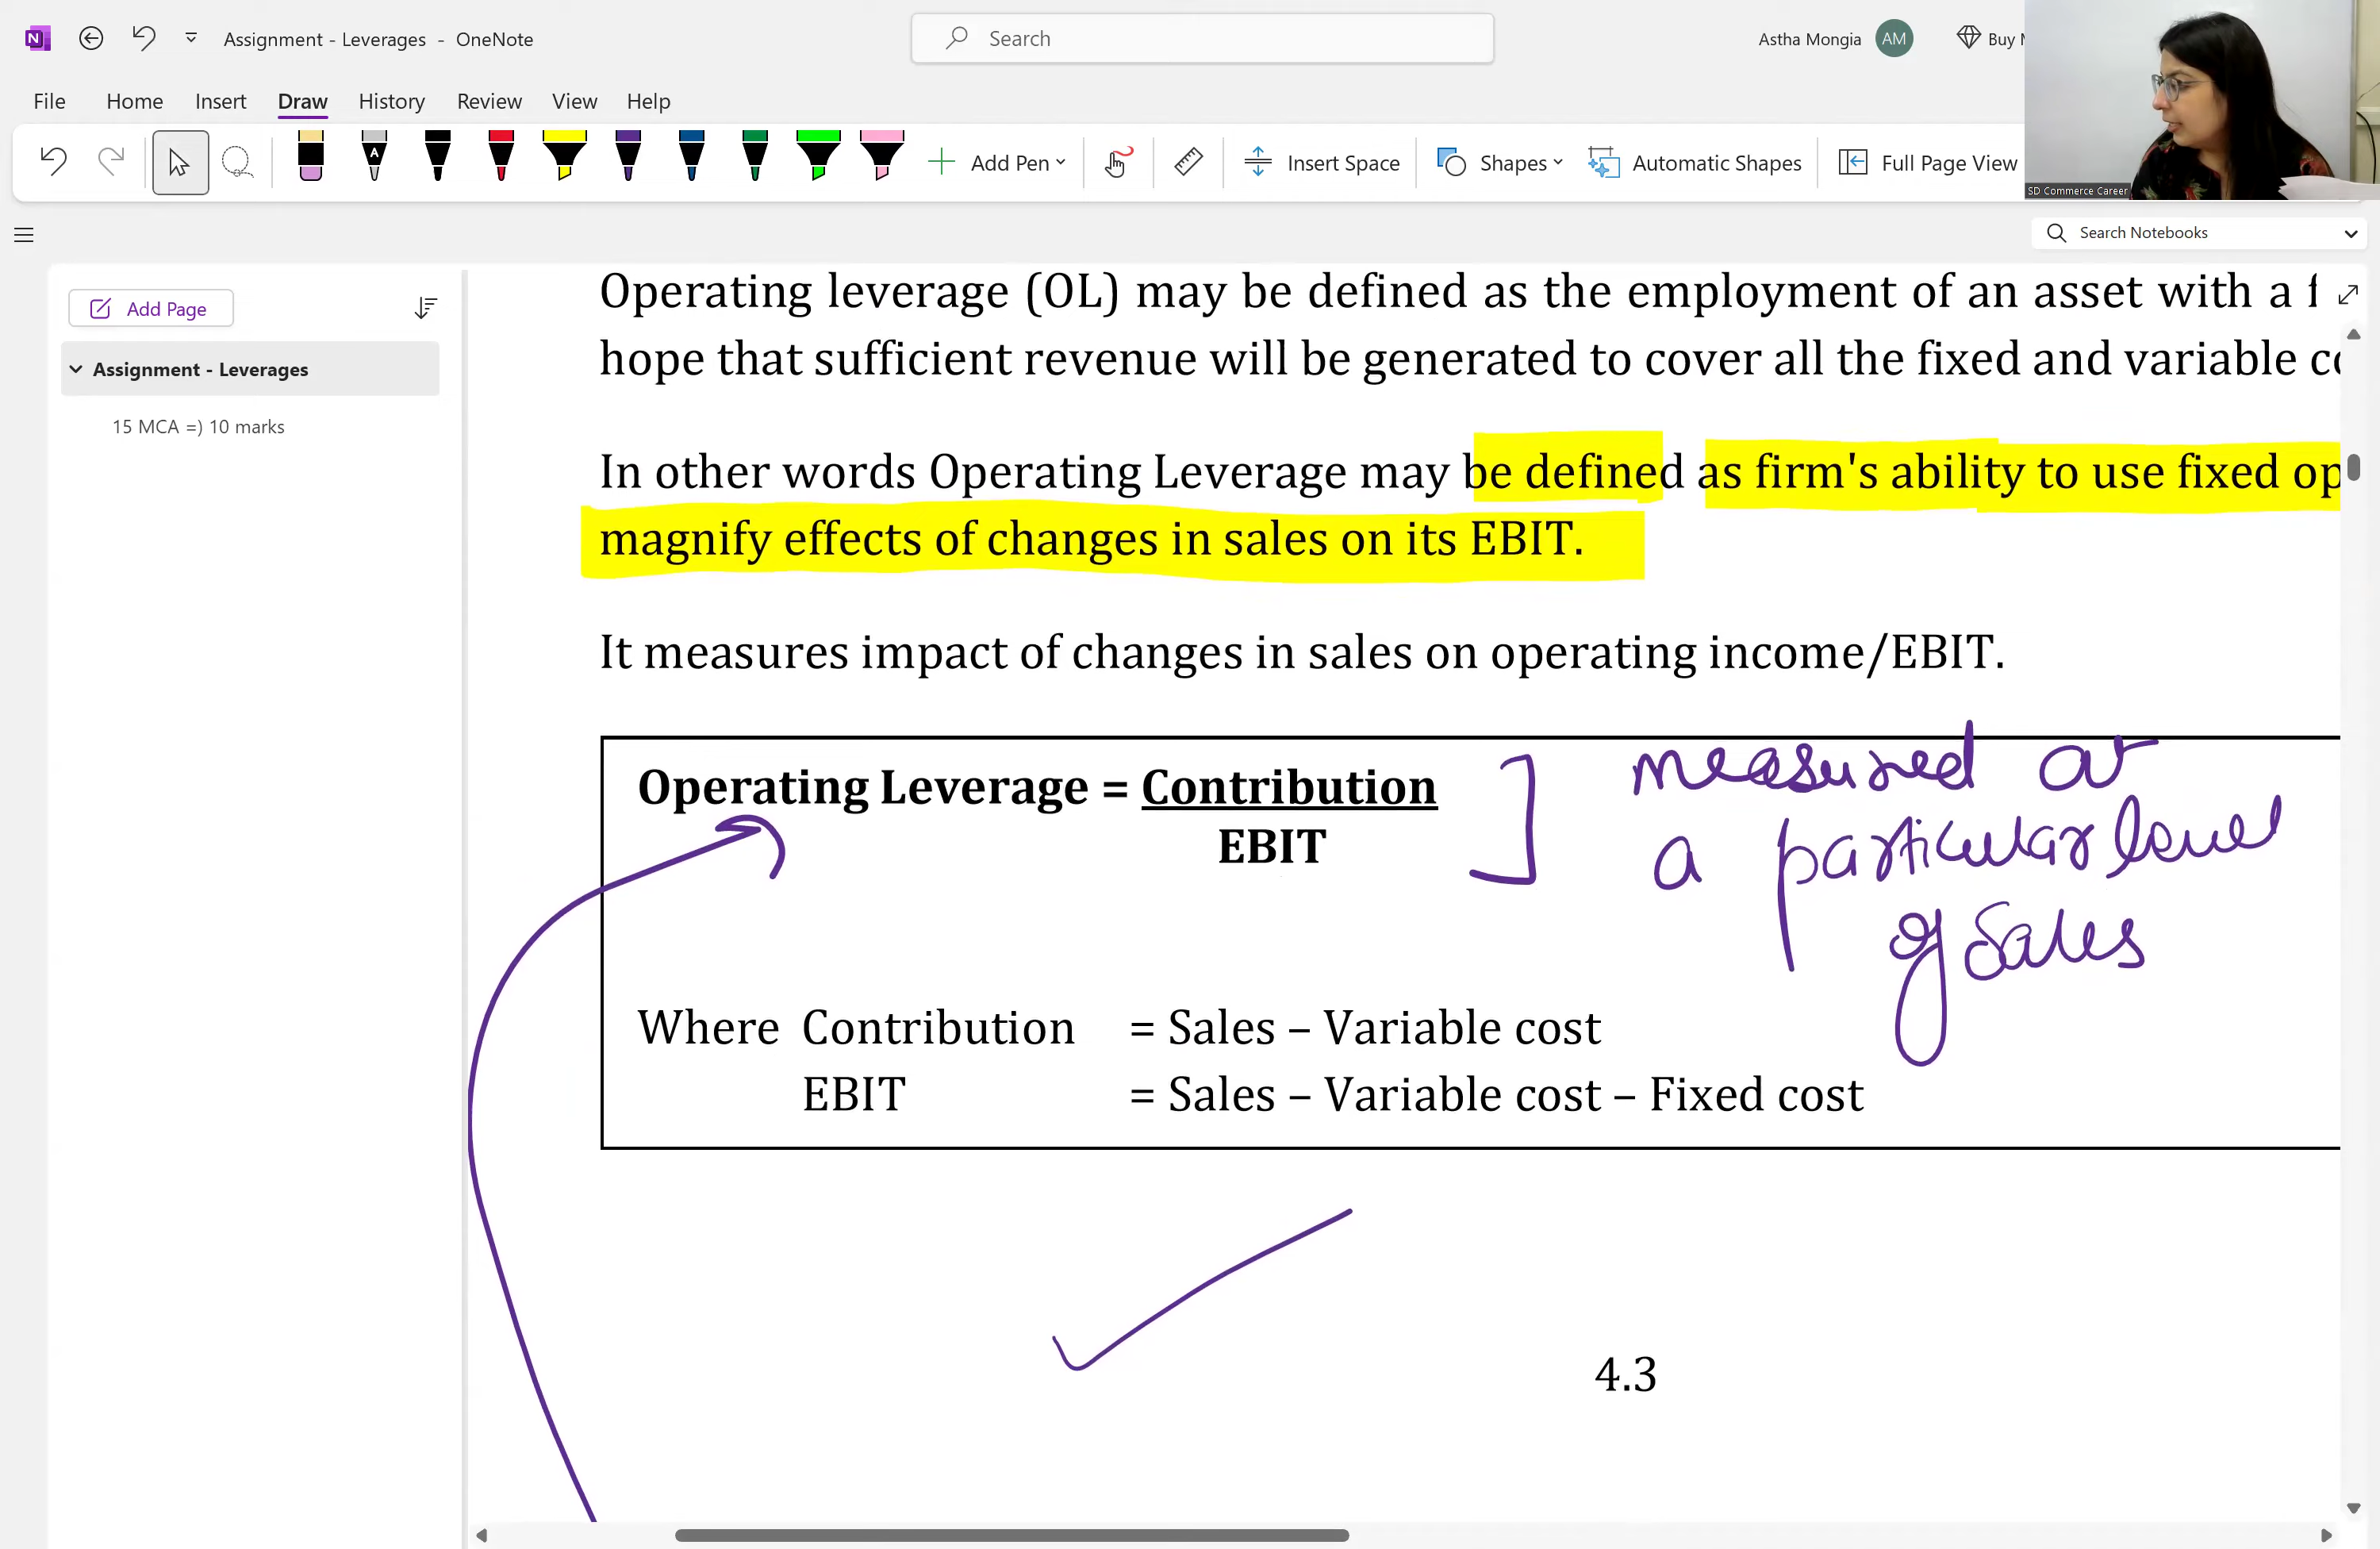 Assignment - Leverages - OneNote
Search
Astha Mongia AM Buy
File Home Insert Draw History Review View Help
Add Pen Insert Space Shapes Automatic Shapes Full Page View
SD Commerce Career
Search Notebooks
Add Page
Assignment - Leverages
15 MCA =) 10 marks
Operating leverage (OL) may be defined as the employment of an asset with a
hope that sufficient revenue will be generated to cover all the fixed and variable
In other words Operating Leverage may be defined as firm's ability to use fixed op
magnify effects of changes in sales on its EBIT.
It measures impact of changes in sales on operating income/EBIT.
Operating Leverage = Contribution
EBIT
measured at
a particular level
of Sales
Where Contribution = Sales – Variable cost
EBIT = Sales – Variable cost – Fixed cost
4.3